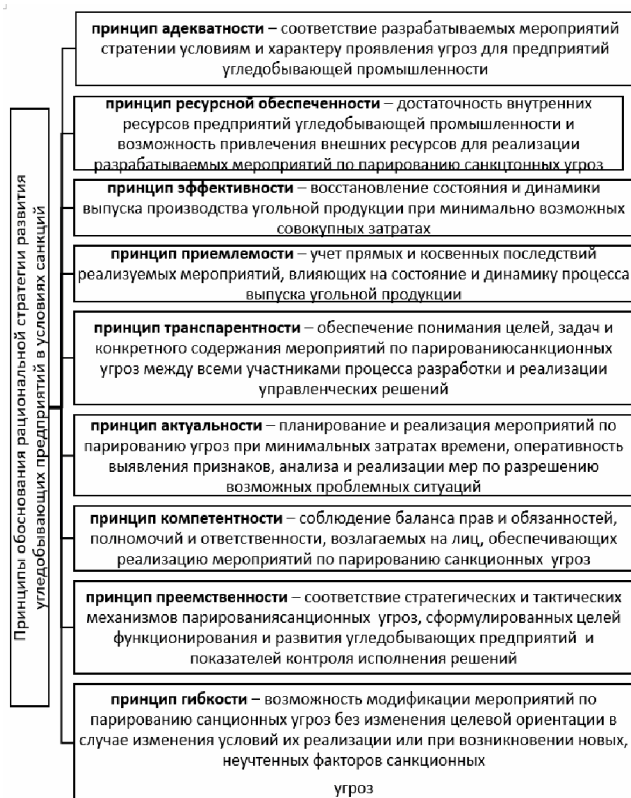 Принципы обоснования рациональной стратегии развития
угледобывающих предприятий в условиях санкций
принцип адекватности – соответствие разрабатываемых мероприятий
стратении условиям и характеру проявления угроз для предприятий
угледобывающей промышленности
принцип ресурсной обеспеченности – достаточность внутренних
ресурсов предприятий угледобывающей промышленности и
возможность привлечения внешних ресурсов для реализации
разрабатываемых мероприятий по парированию санкцтонных угроз
принцип эффективности – восстановление состояния и динамики
выпуска производства угольной продукции при минимально возможных
совокупных затратах
принцип приемлемости – учет прямых и косвенных последствий
реализуемых мероприятий, влияющих на состояние и динамику процесса
выпуска угольной продукции
принцип транспарентности – обеспечение понимания целей, задач и
конкретного содержания мероприятий по парированиюсанкционных
угроз между всеми участниками процесса разработки и реализации
управленческих решений
принцип актуальности – планирование и реализация мероприятий по
парированию угроз при минимальных затратах времени, оперативность
выявления признаков, анализа и реализации мер по разрешению
возможных проблемных ситуаций
принцип компетентности – соблюдение баланса прав и обязанностей,
полномочий и ответственности, возлагаемых на лиц, обеспечивающих
реализацию мероприятий по парированию санкционных угроз
принцип преемственности – соответствие стратегических и тактических
механизмов парированиясанционных угроз, сформулированных целей
функционирования и развития угледобывающих предприятий и
показателей контроля исполнения решений
принцип гибкости – возможность модификации мероприятий по
парированию санционных угроз без изменения целевой ориентации в
случае изменения условий их реализации или при возникновении новых,
неучтенных факторов санкционных
угроз